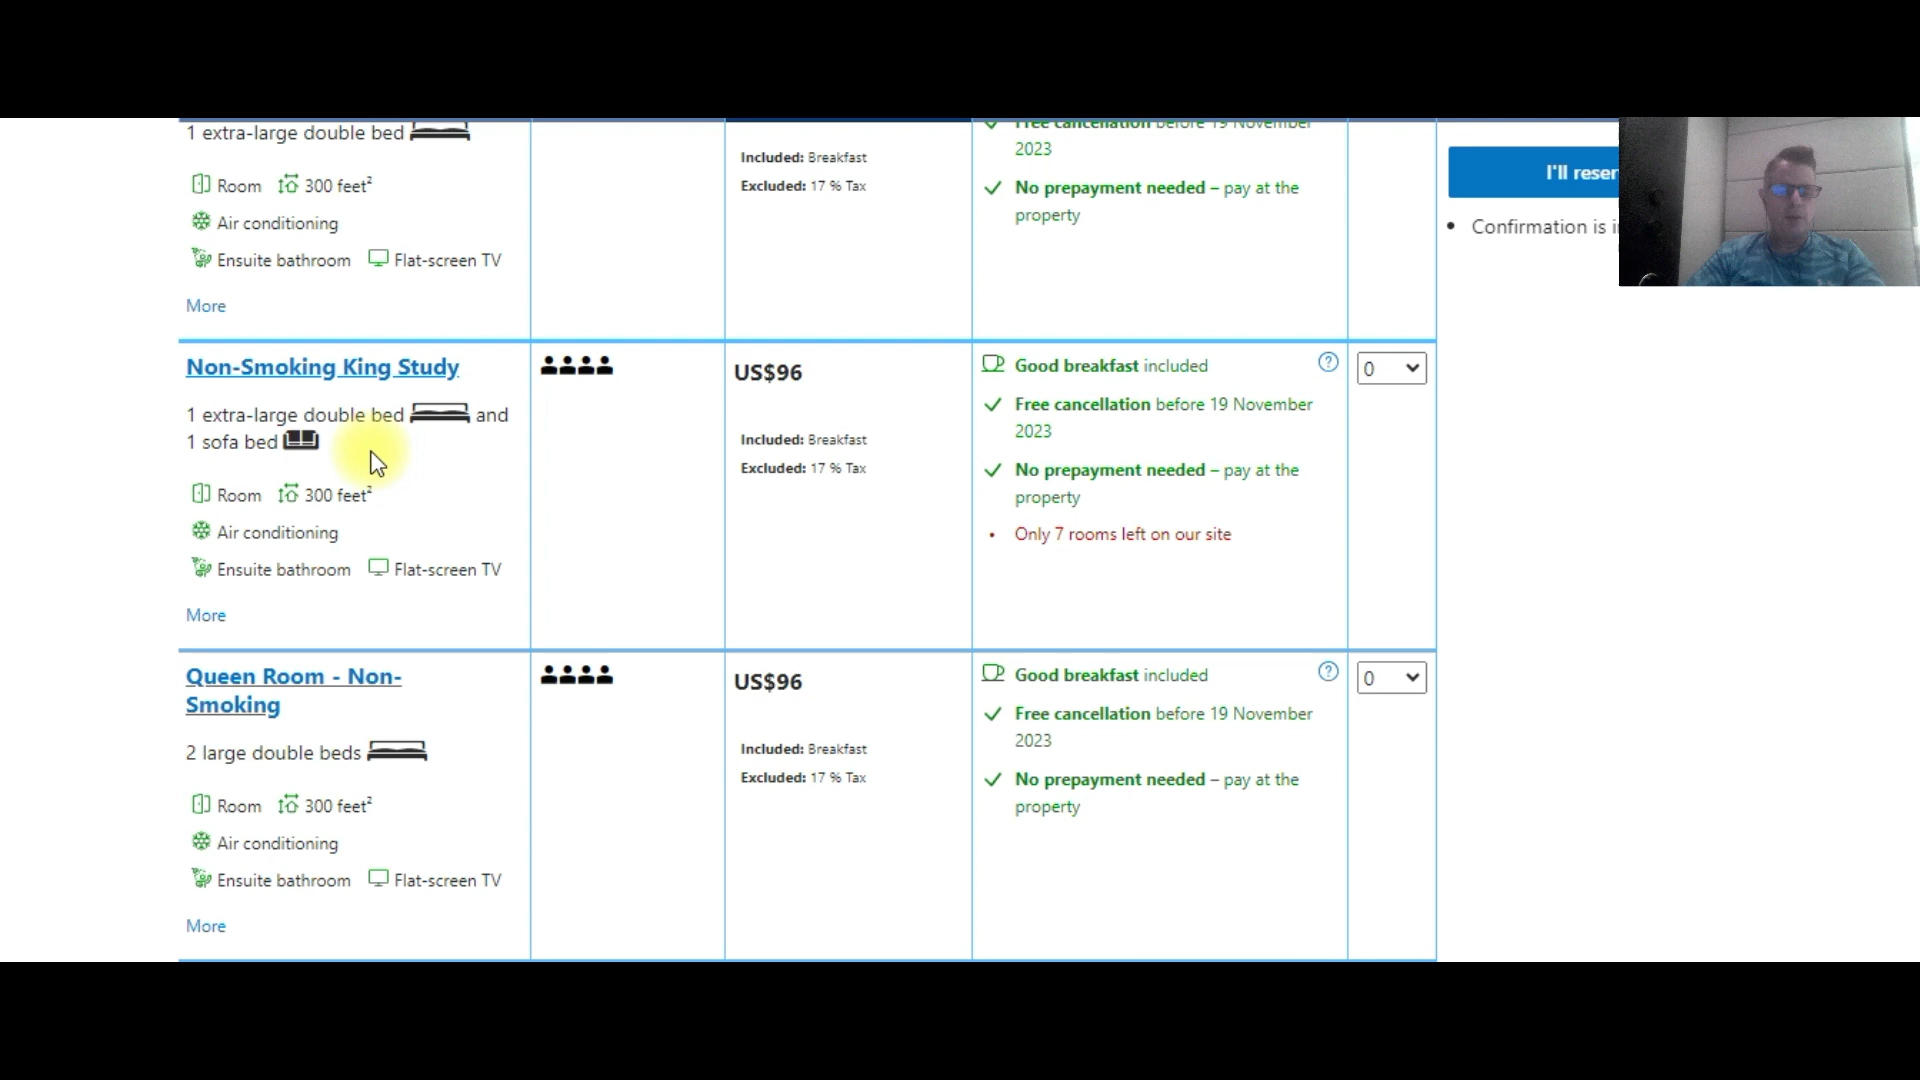 1 extra-large double bed
Room 300 feet²
Air conditioning
Ensuite bathroom Flat-screen TV
More
Included: Breakfast
Excluded: 17 % Tax
Free cancellation before 19 November
2023
No prepayment needed – pay at the
property
I'll reser
• Confirmation is i
Non-Smoking King Study
1 extra-large double bed and
1 sofa bed
Room 300 feet²
Air conditioning
Ensuite bathroom Flat-screen TV
More
US$96
Included: Breakfast
Excluded: 17 % Tax
Good breakfast included
Free cancellation before 19 November
2023
No prepayment needed – pay at the
property
• Only 7 rooms left on our site
0
Queen Room - Non-
Smoking
2 large double beds
Room 300 feet²
Air conditioning
Ensuite bathroom Flat-screen TV
More
US$96
Included: Breakfast
Excluded: 17 % Tax
Good breakfast included
Free cancellation before 19 November
2023
No prepayment needed – pay at the
property
0